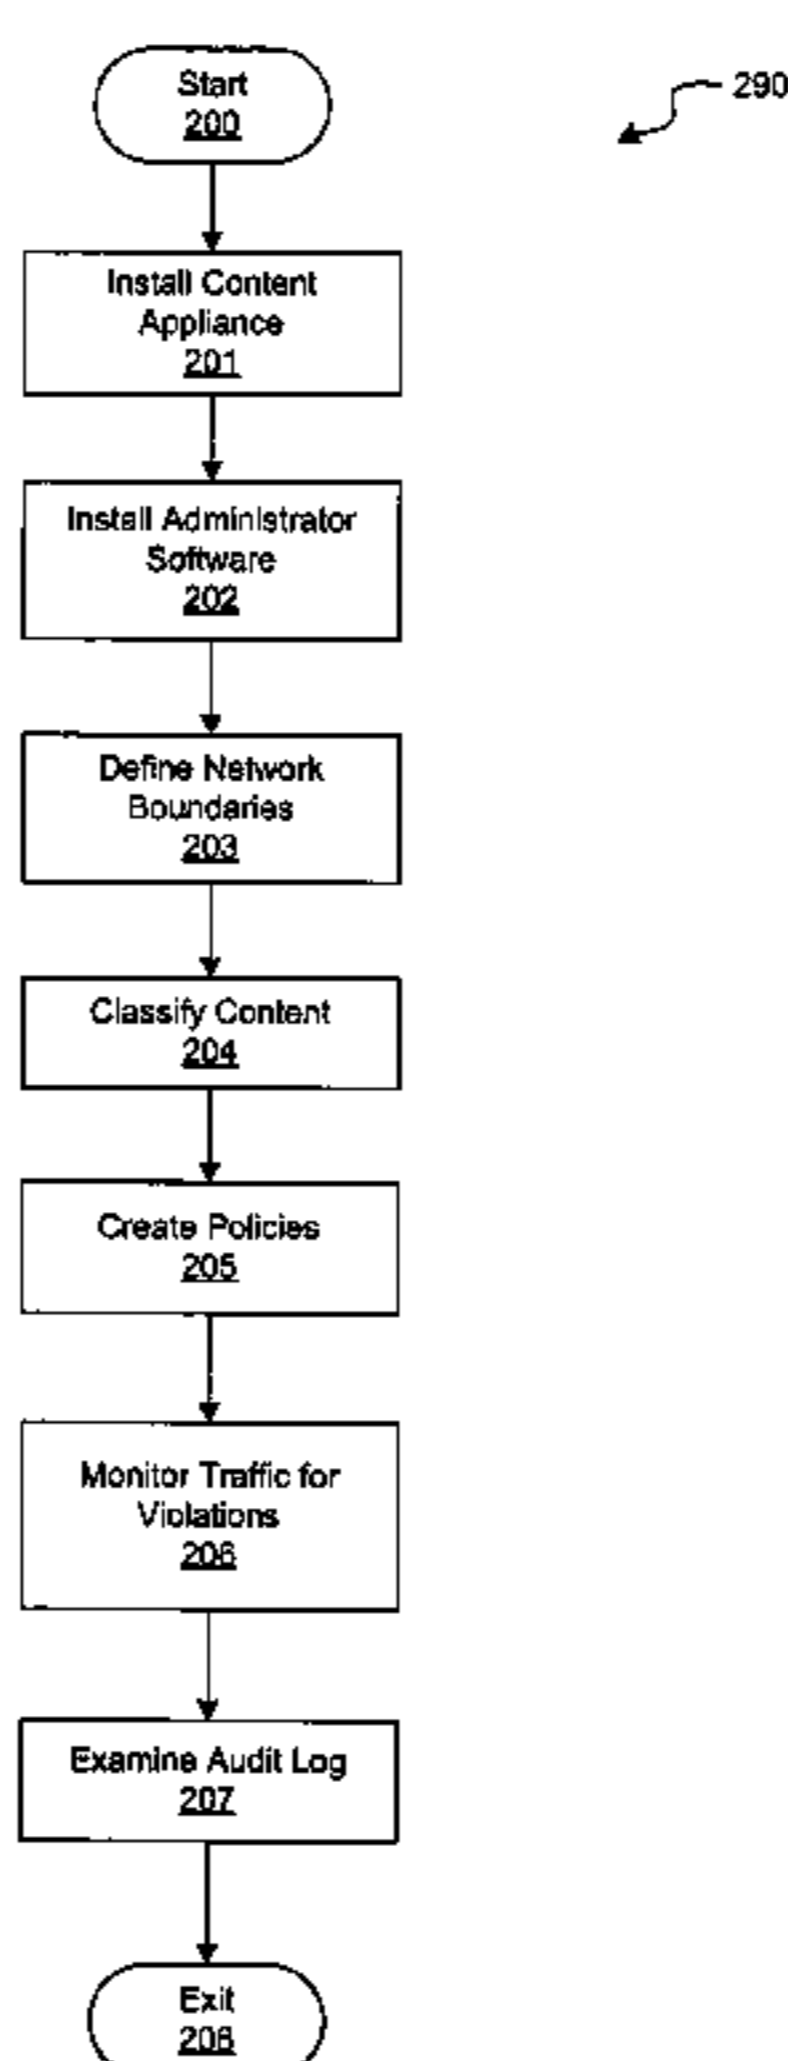 Start
200
290
Install Content
Appliance
201
Install Administrator
Software
202
Define Network
Boundaries
203
Classify Content
204
Create Policies
205
Monitor Traffic for
Violations
206
Examine Audit Log
207
Exit
208